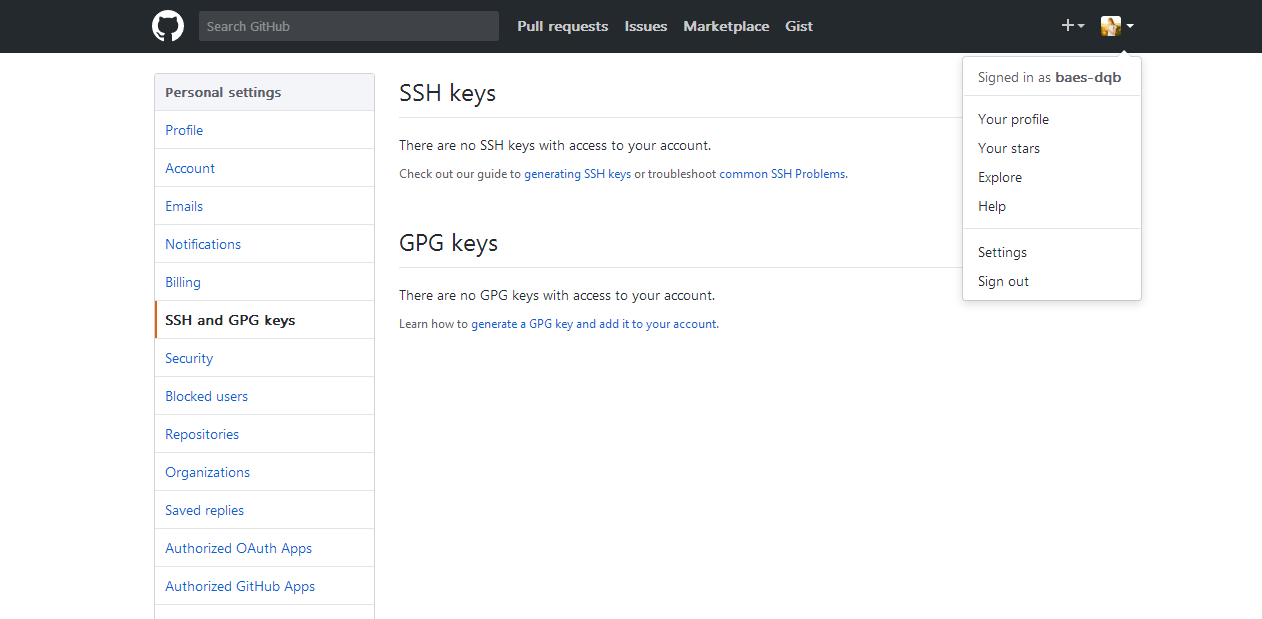 Search GitHub
Pull requests Issues Marketplace Gist
Signed in as baes-dqb
Your profile
Your stars
Explore
Help
Settings
Sign out
Personal settings
Profile
Account
Emails
Notifications
Billing
SSH and GPG keys
Security
Blocked users
Repositories
Organizations
Saved replies
Authorized OAuth Apps
Authorized GitHub Apps
SSH keys
There are no SSH keys with access to your account.
Check out our guide to generating SSH keys or troubleshoot common SSH Problems.
GPG keys
There are no GPG keys with access to your account.
Learn how to generate a GPG key and add it to your account.